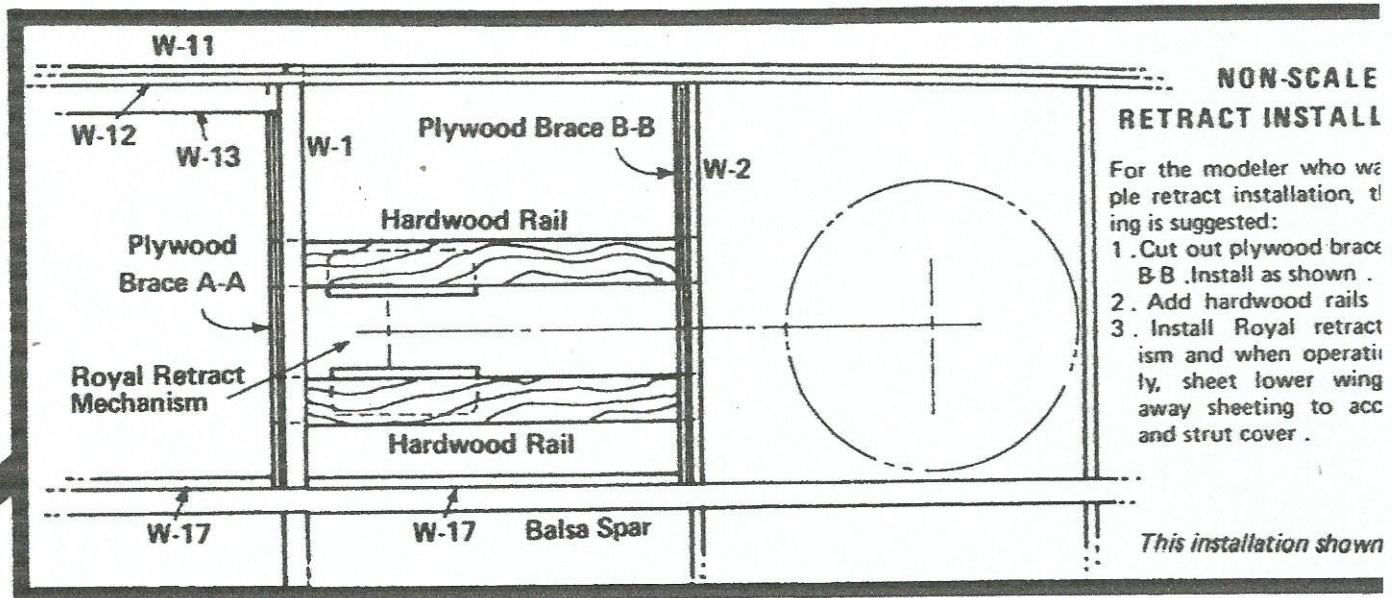 W-11
W-12
W-13
W-1
Plywood Brace B-B
W-2
Hardwood Rail
Plywood
Brace A-A
Royal Retract
Mechanism
Hardwood Rail
W-17
W-17
Balsa Spar
NON-SCALE
RETRACT INSTALL
For the modeler who
ple retract installation,
ing is suggested:
1 . Cut out plywood brace
B-B .Install as shown .
2 . Add hardwood rails
3 . Install Royal retract
ism and when
ly, sheet lower wing
away sheeting to acc
and strut cover .
This installation shown